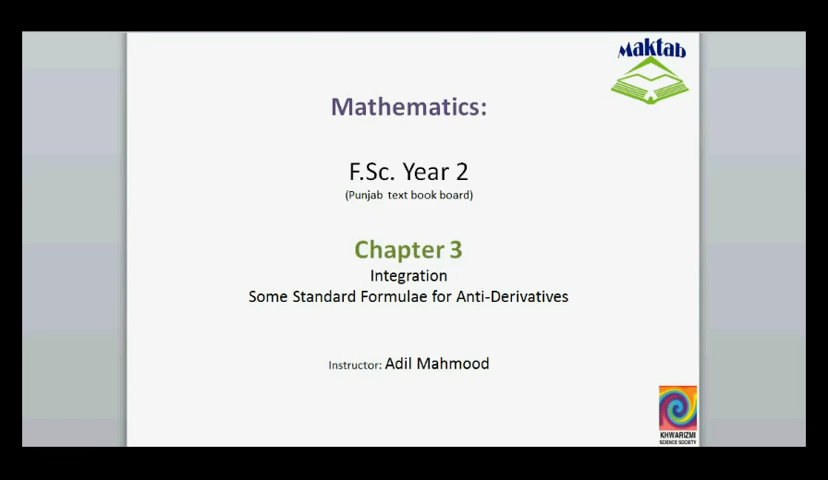 Maktab
Mathematics:
F.Sc. Year 2
(Punjab text book board)
Chapter 3
Integration
Some Standard Formulae for Anti-Derivatives
Instructor: Adil Mahmood
KHWARIZMI
SCIENCE SOCIETY